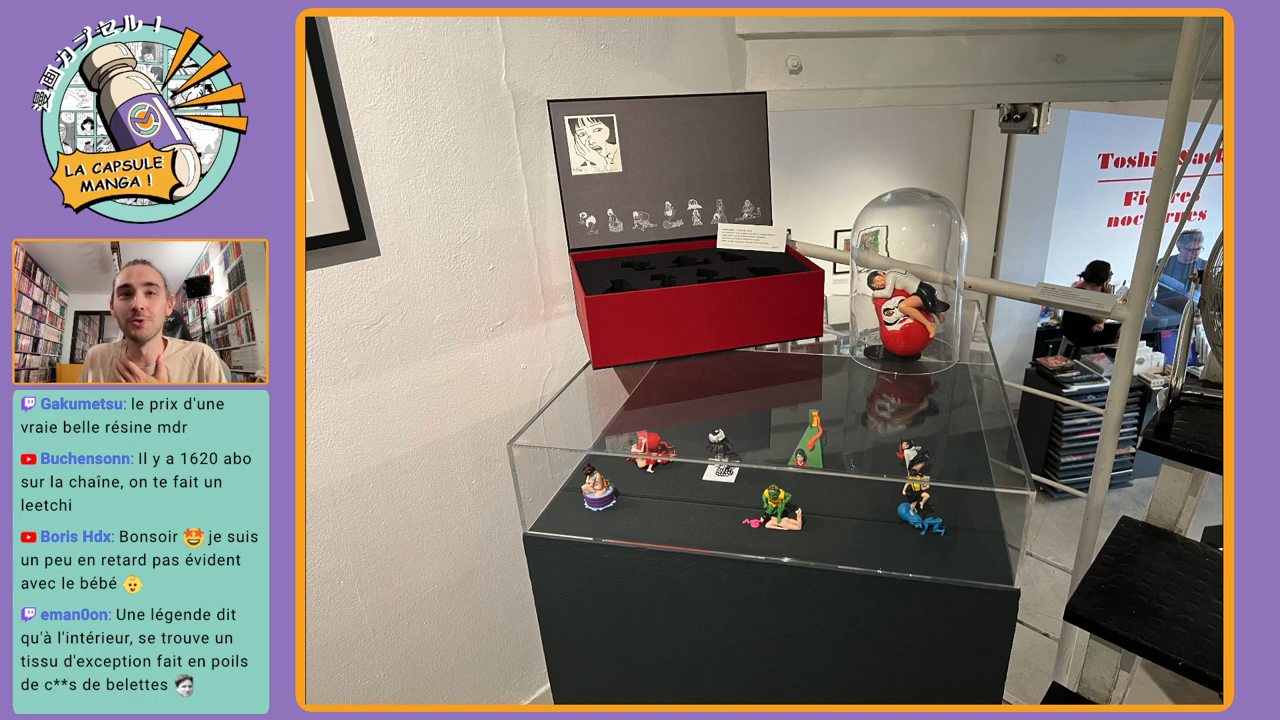 漫画カプセル!
LA CAPSULE
MANGA !
Gakumetsu: le prix d'une
vraie belle résine mdr
Buchensonn: Il y a 1620 abo
sur la chaîne, on te fait un
leetchi
Boris Hdx: Bonsoir 🤩 je suis
un peu en retard pas évident
avec le bébé 👶
eman0on: Une légende dit
qu'à l'intérieur, se trouve un
tissu d'exception fait en poils
de c**s de belettes
Figures
nocturnes